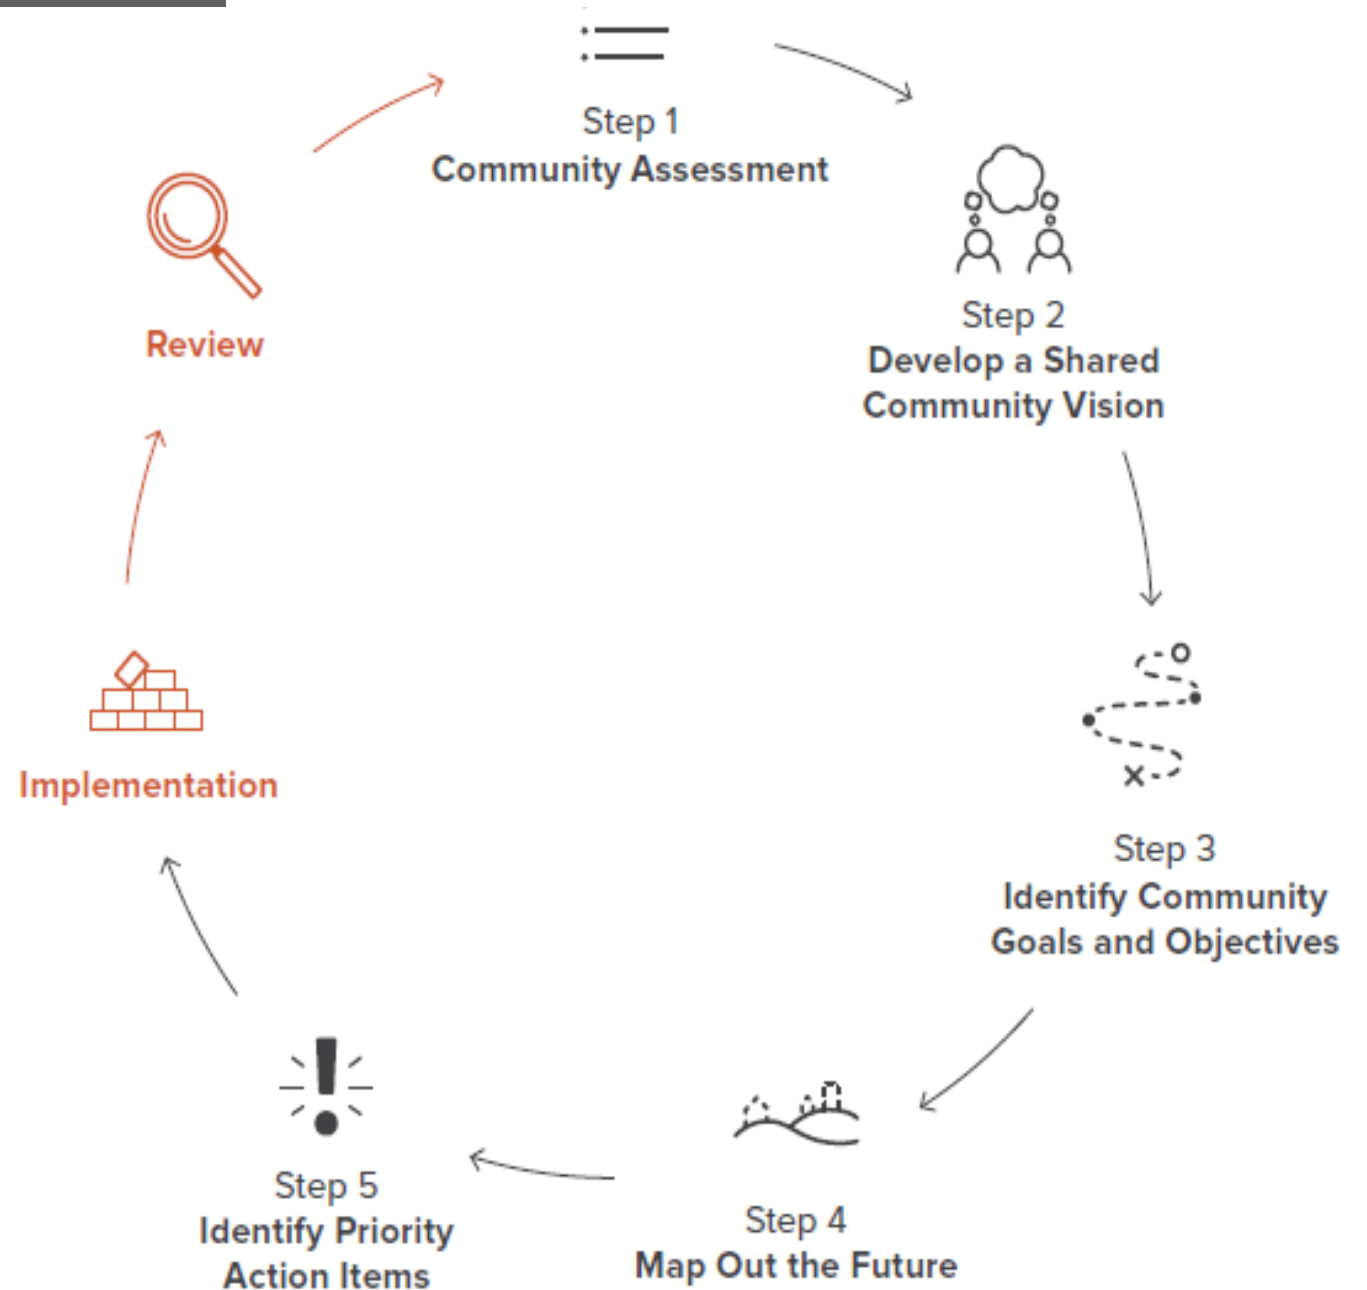 Step 1
Community Assessment
Step 2
Develop a Shared
Community Vision
Step 3
Identify Community
Goals and Objectives
Step 4
Map Out the Future
Step 5
Identify Priority
Action Items
Implementation
Review